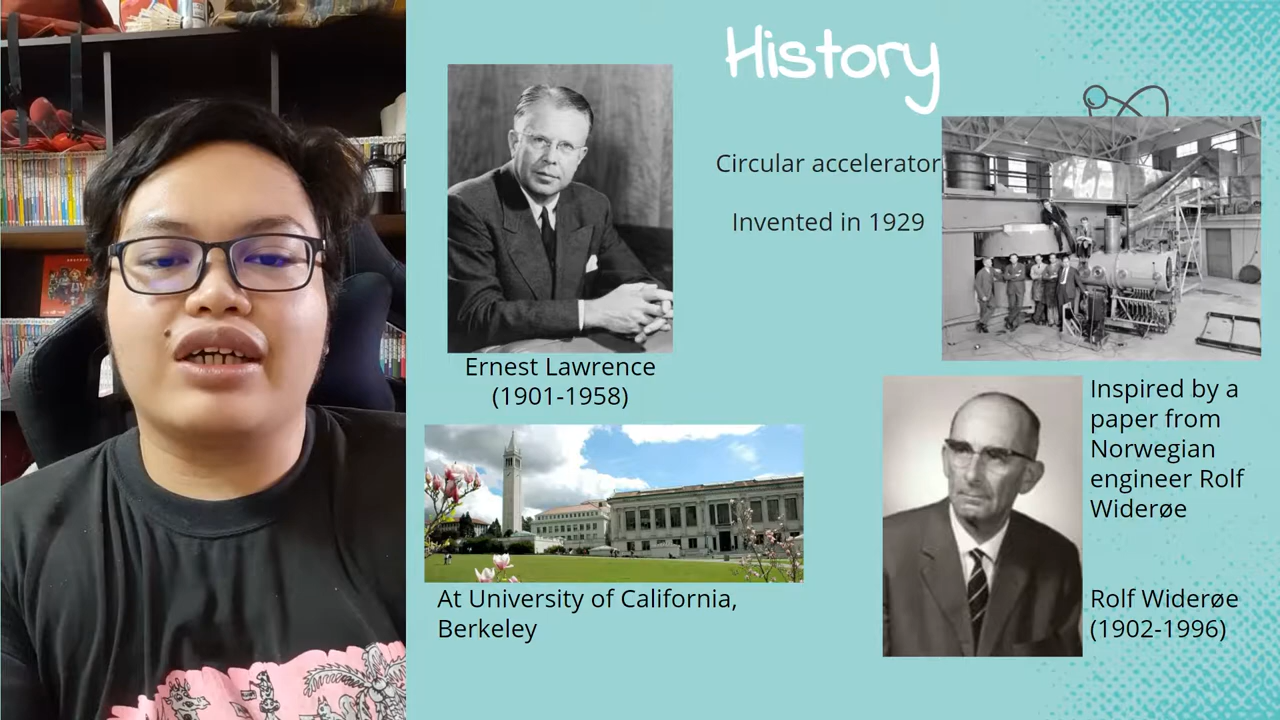 History
Circular accelerator
Invented in 1929
Ernest Lawrence
(1901-1958)
At University of California,
Berkeley
Inspired by a
paper from
Norwegian
engineer Rolf
Widerøe
Rolf Widerøe
(1902-1996)